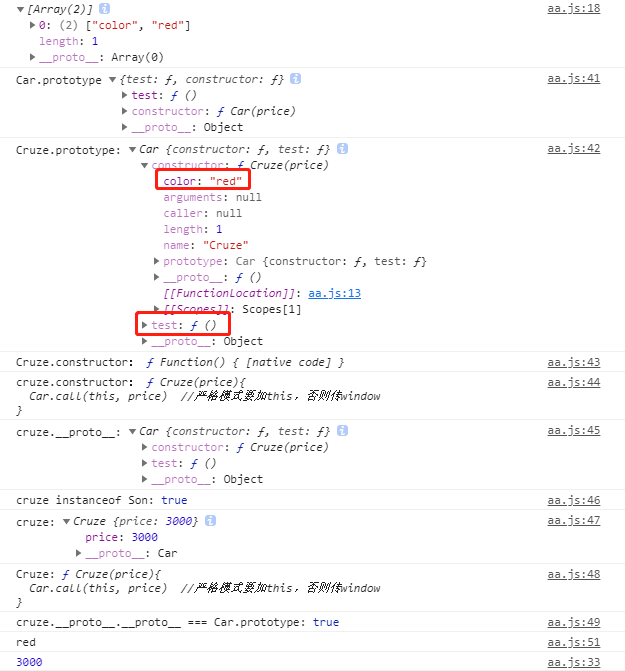 ▼[Array(2)] i aa.js:18
▶0: (2) ["color", "red"]
length: 1
▶__proto__: Array(0)
Car.prototype ▼{test: ƒ, constructor: ƒ} i aa.js:41
▶test: ƒ ()
▶constructor: ƒ Car(price)
▶__proto__: Object
Cruze.prototype: ▼Car {constructor: ƒ, test: ƒ} i aa.js:42
▼constructor: ƒ Cruze(price)
color: "red"
arguments: null
caller: null
length: 1
name: "Cruze"
▶prototype: Car {constructor: ƒ, test: ƒ}
▶__proto__: ƒ ()
[[FunctionLocation]]: aa.js:13
▶[[Scopes]]: Scopes[1]
▶test: ƒ ()
▶__proto__: Object
Cruze.constructor: ƒ Function() { [native code] } aa.js:43
cruze.constructor: ƒ Cruze(price){ aa.js:44
Car.call(this, price) //严格模式要加this，否则传window
}
cruze.__proto__: ▼Car {constructor: ƒ, test: ƒ} i aa.js:45
▶constructor: ƒ Cruze(price)
▶test: ƒ ()
▶__proto__: Object
cruze instanceof Son: true aa.js:46
cruze: ▼Cruze {price: 3000} i aa.js:47
price: 3000
▶__proto__: Car
Cruze: ƒ Cruze(price){ aa.js:48
Car.call(this, price) //严格模式要加this，否则传window
}
cruze.__proto__.__proto__ === Car.prototype: true aa.js:49
red aa.js:51
3000 aa.js:33